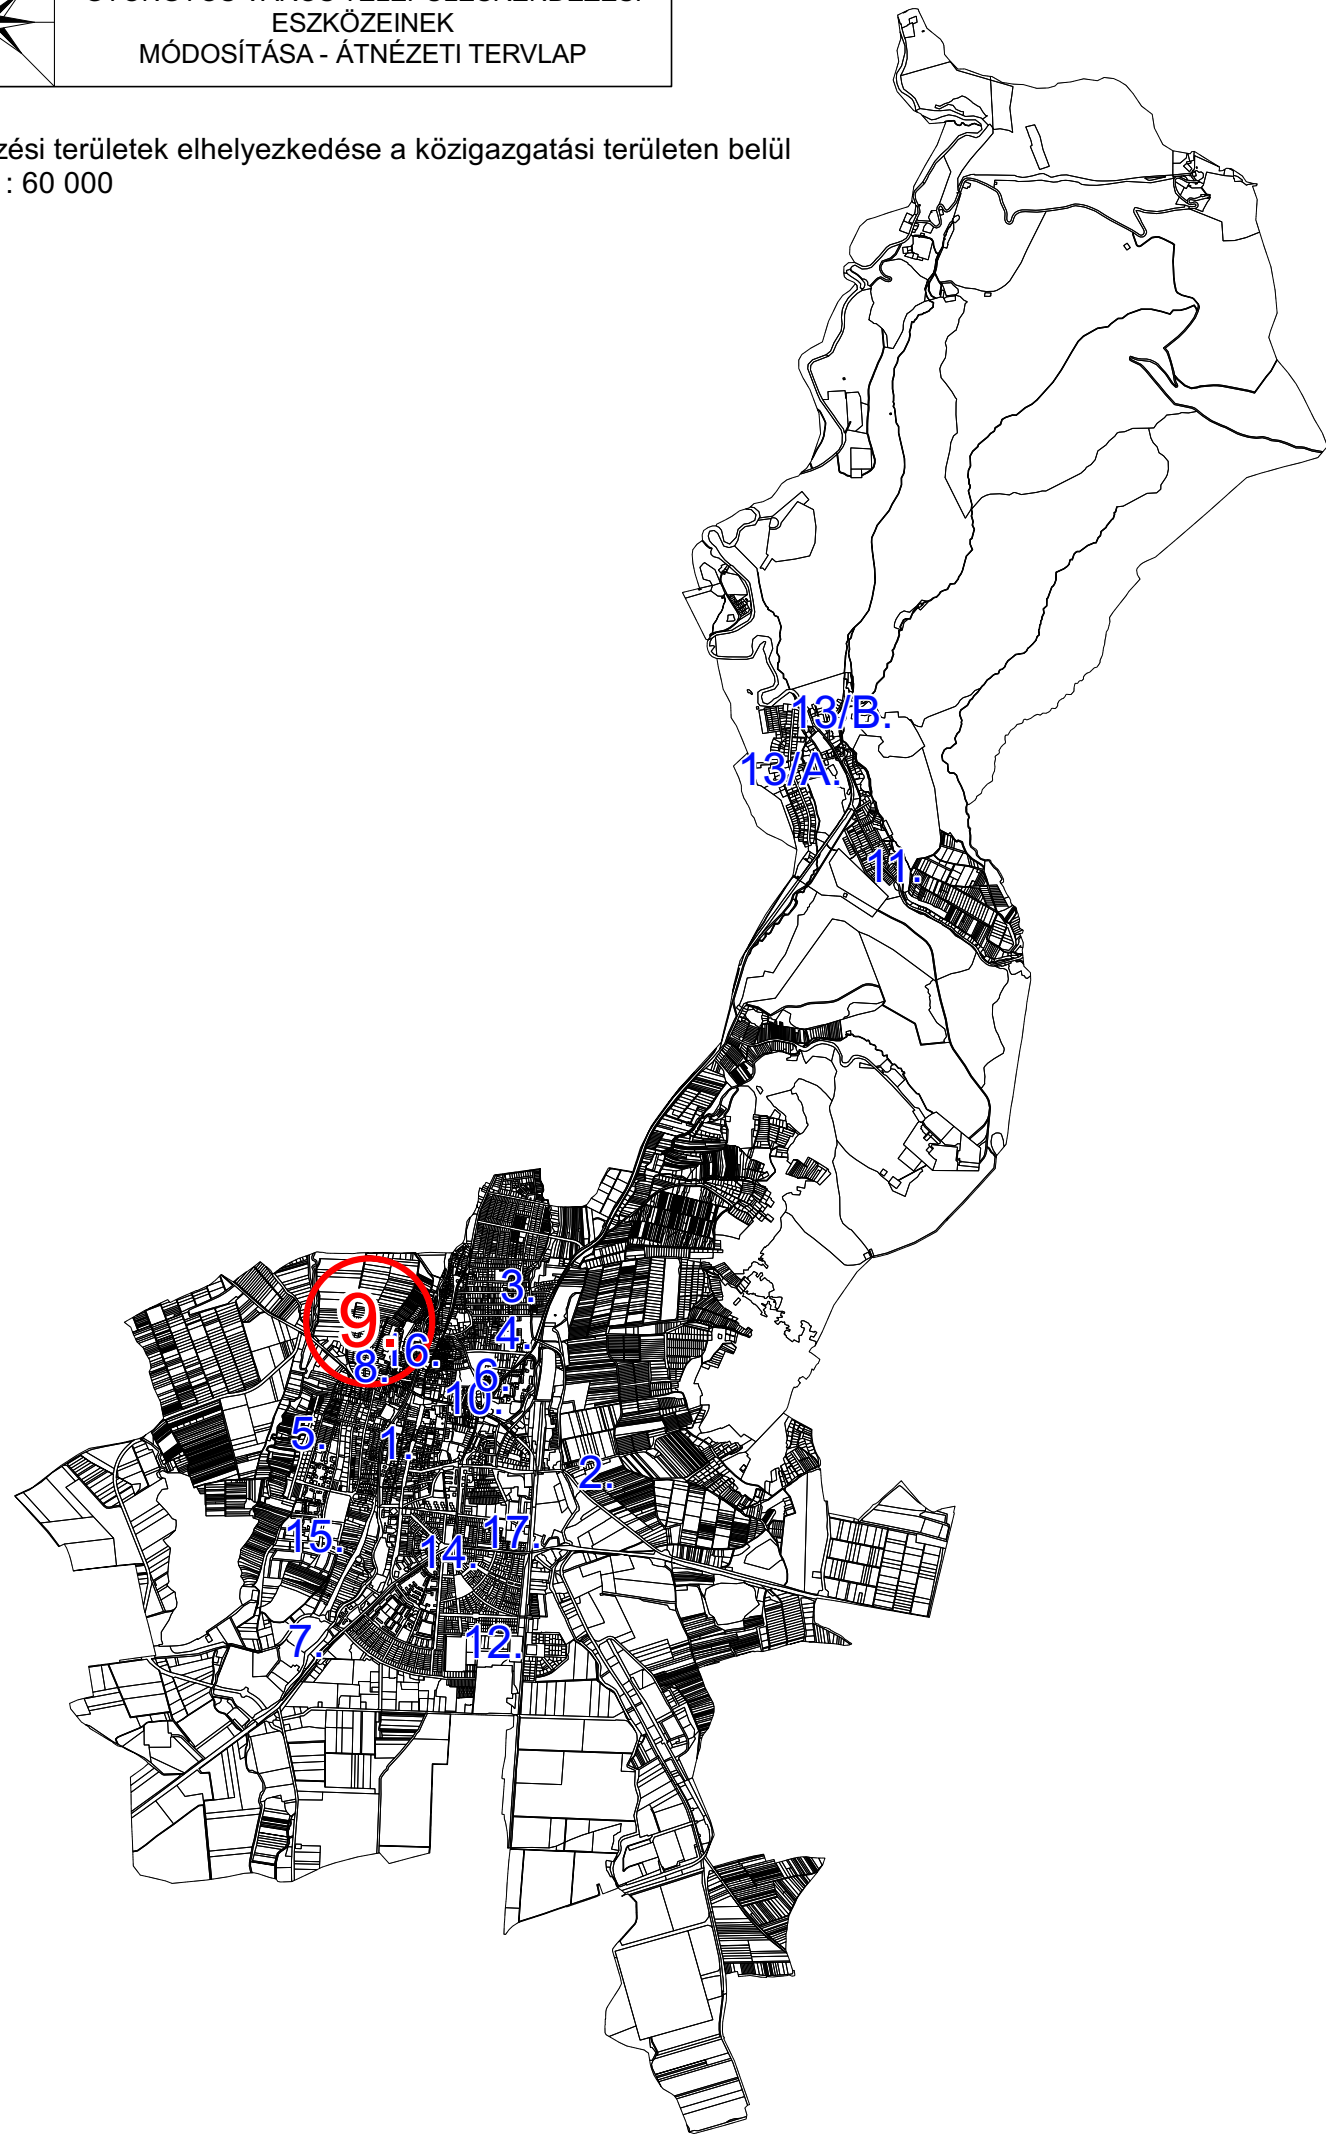 ESZKÖZEINEK
MÓDOSÍTÁSA - ÁTNÉZETI TERVLAP
zési területek elhelyezkedése a közigazgatási területen belül
: 60 000
13/B.
13/A.
11.
3.
9.
4.
16.
8.
6.
10.
5.
1.
2.
17.
15.
14.
7.
12.